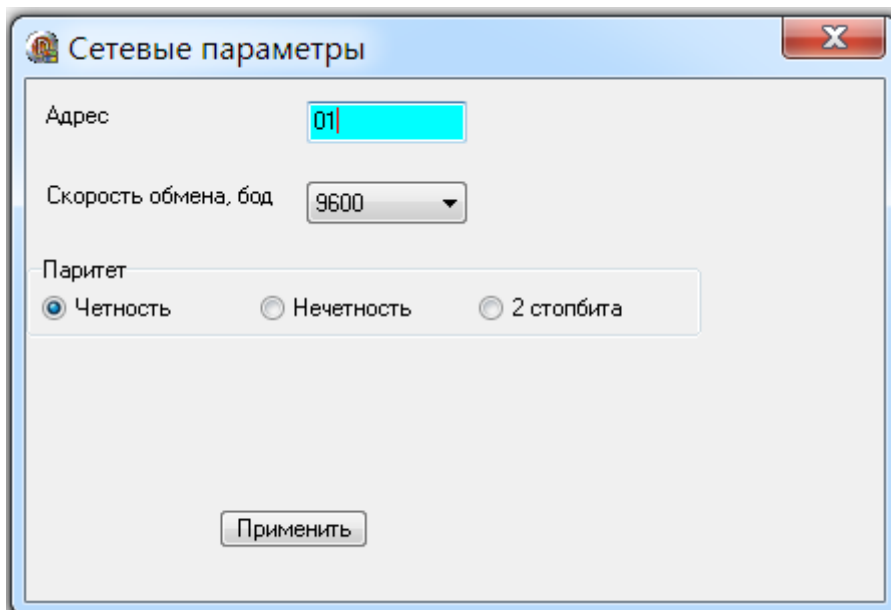 Сетевые параметры
Адрес 01
Скорость обмена, бод 9600
Паритет
Четность Нечетность 2 стопбита
Применить